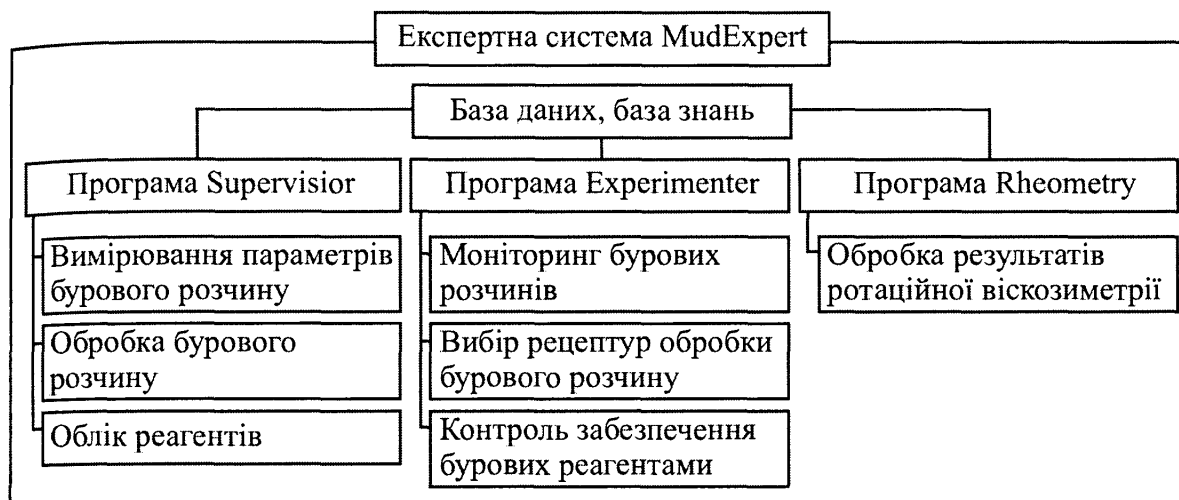 Експертна система MudExpert
База даних, база знань
Програма Supervisior
Вимірювання параметрів
бурового розчину
Обробка бурового
розчину
Облік реагентів
Програма Experimenter
Моніторинг бурових
розчинів
Вибір рецептур обробки
бурового розчину
Контроль забезпечення
бурових реагентами
Програма Rheometry
Обробка результатів
ротаційної віскозиметрії